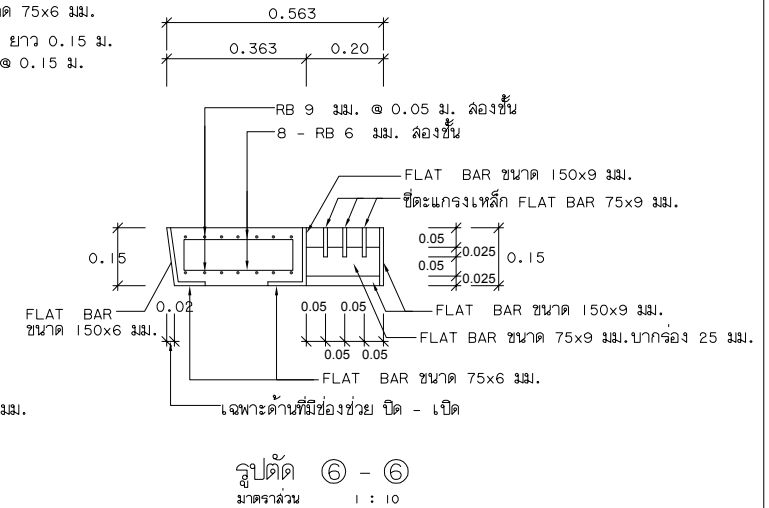 ด 75x6 มม.
ยาว 0.15 ม.
@ 0.15 ม.
0.563
0.363
0.20
RB 9 มม. @ 0.05 ม. สองชั้น
8 - RB 6 มม. สองชั้น
FLAT BAR ขนาด 150x9 มม.
ซี่ตะแกรงเหล็ก FLAT BAR 75x9 มม.
0.15
0.05
0.025
0.05
0.025
0.15
FLAT BAR
ขนาด 150x6 มม.
0.02
0.05
0.05
0.05
0.05
FLAT BAR ขนาด 150x9 มม.
FLAT BAR ขนาด 75x9 มม.บากร่อง 25 มม.
FLAT BAR ขนาด 75x6 มม.
มม.
เฉพาะด้านที่มีช่องช่วย ปิด - เปิด
รูปตัด 6 - 6
มาตราส่วน 1 : 10